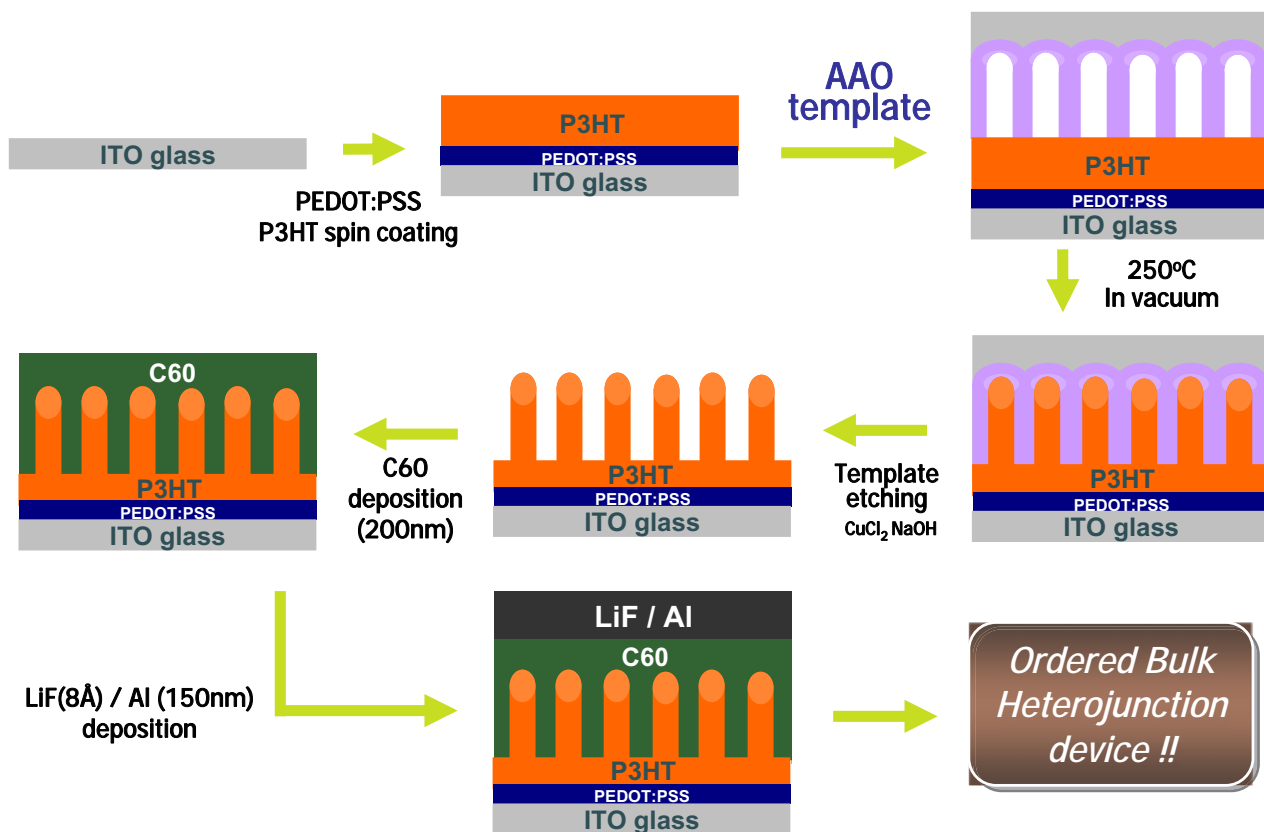 ITO glass
PEDOT:PSS
P3HT spin coating
P3HT
PEDOT:PSS
ITO glass
AAO
template
P3HT
PEDOT:PSS
ITO glass
250ºC
In vacuum
P3HT
PEDOT:PSS
ITO glass
Template
etching
CuCl₂ NaOH
P3HT
PEDOT:PSS
ITO glass
C60
deposition
(200nm)
C60
P3HT
PEDOT:PSS
ITO glass
LiF(8Å) / Al (150nm)
deposition
LiF / Al
C60
P3HT
PEDOT:PSS
ITO glass
Ordered Bulk
Heterojunction
device !!